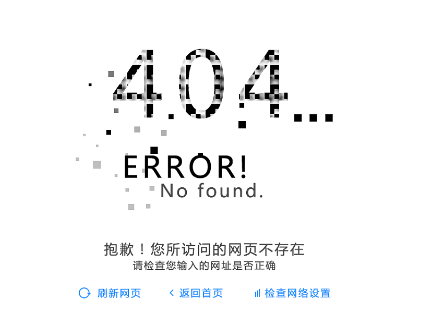 404...
ERROR!
No found.
抱歉！您所访问的网页不存在
请检查您输入的网址是否正确
刷新网页 返回首页 检查网络设置